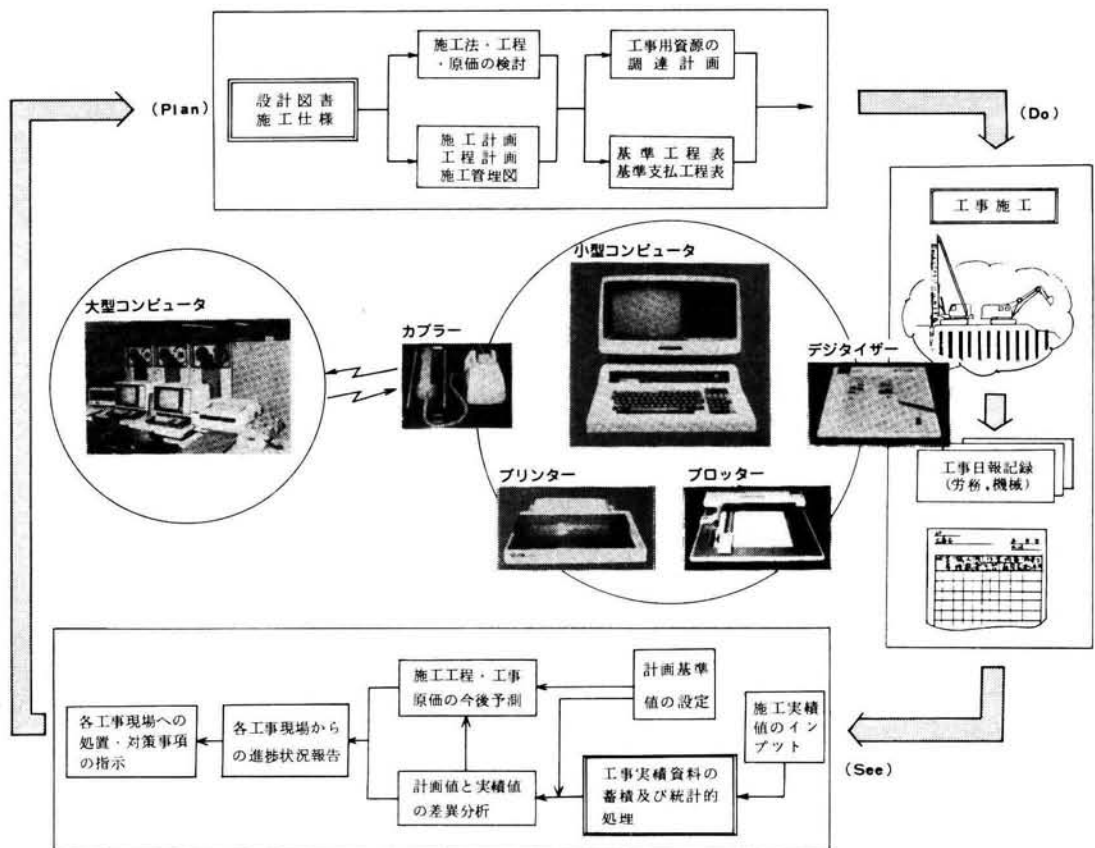 (Plan)
設計図書
施工仕様
施工法・工程
・原価の検討
施工計画
工程計画
施工管理図
工事用資源の
調達計画
基準工程表
基準支払工程表
(Do)
工事施工
工事日報記録
(労務,機械)
大型コンピュータ
カプラー
小型コンピュータ
デジタイザー
プリンター
プロッター
(See)
施工実績
値のイン
プット
計画基準
値の設定
工事実績資料の
蓄積及び統計的
処理
施工工程・工事
原価の今後予測
計画値と実績値
の差異分析
各工事現場から
の進捗状況報告
各工事現場への
処置・対策事項
の指示